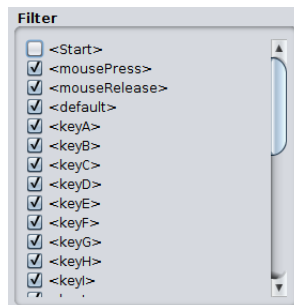 Filter
<Start>
<mousePress>
<mouseRelease>
<default>
<keyA>
<keyB>
<keyC>
<keyD>
<keyE>
<keyF>
<keyG>
<keyH>
<keyI>